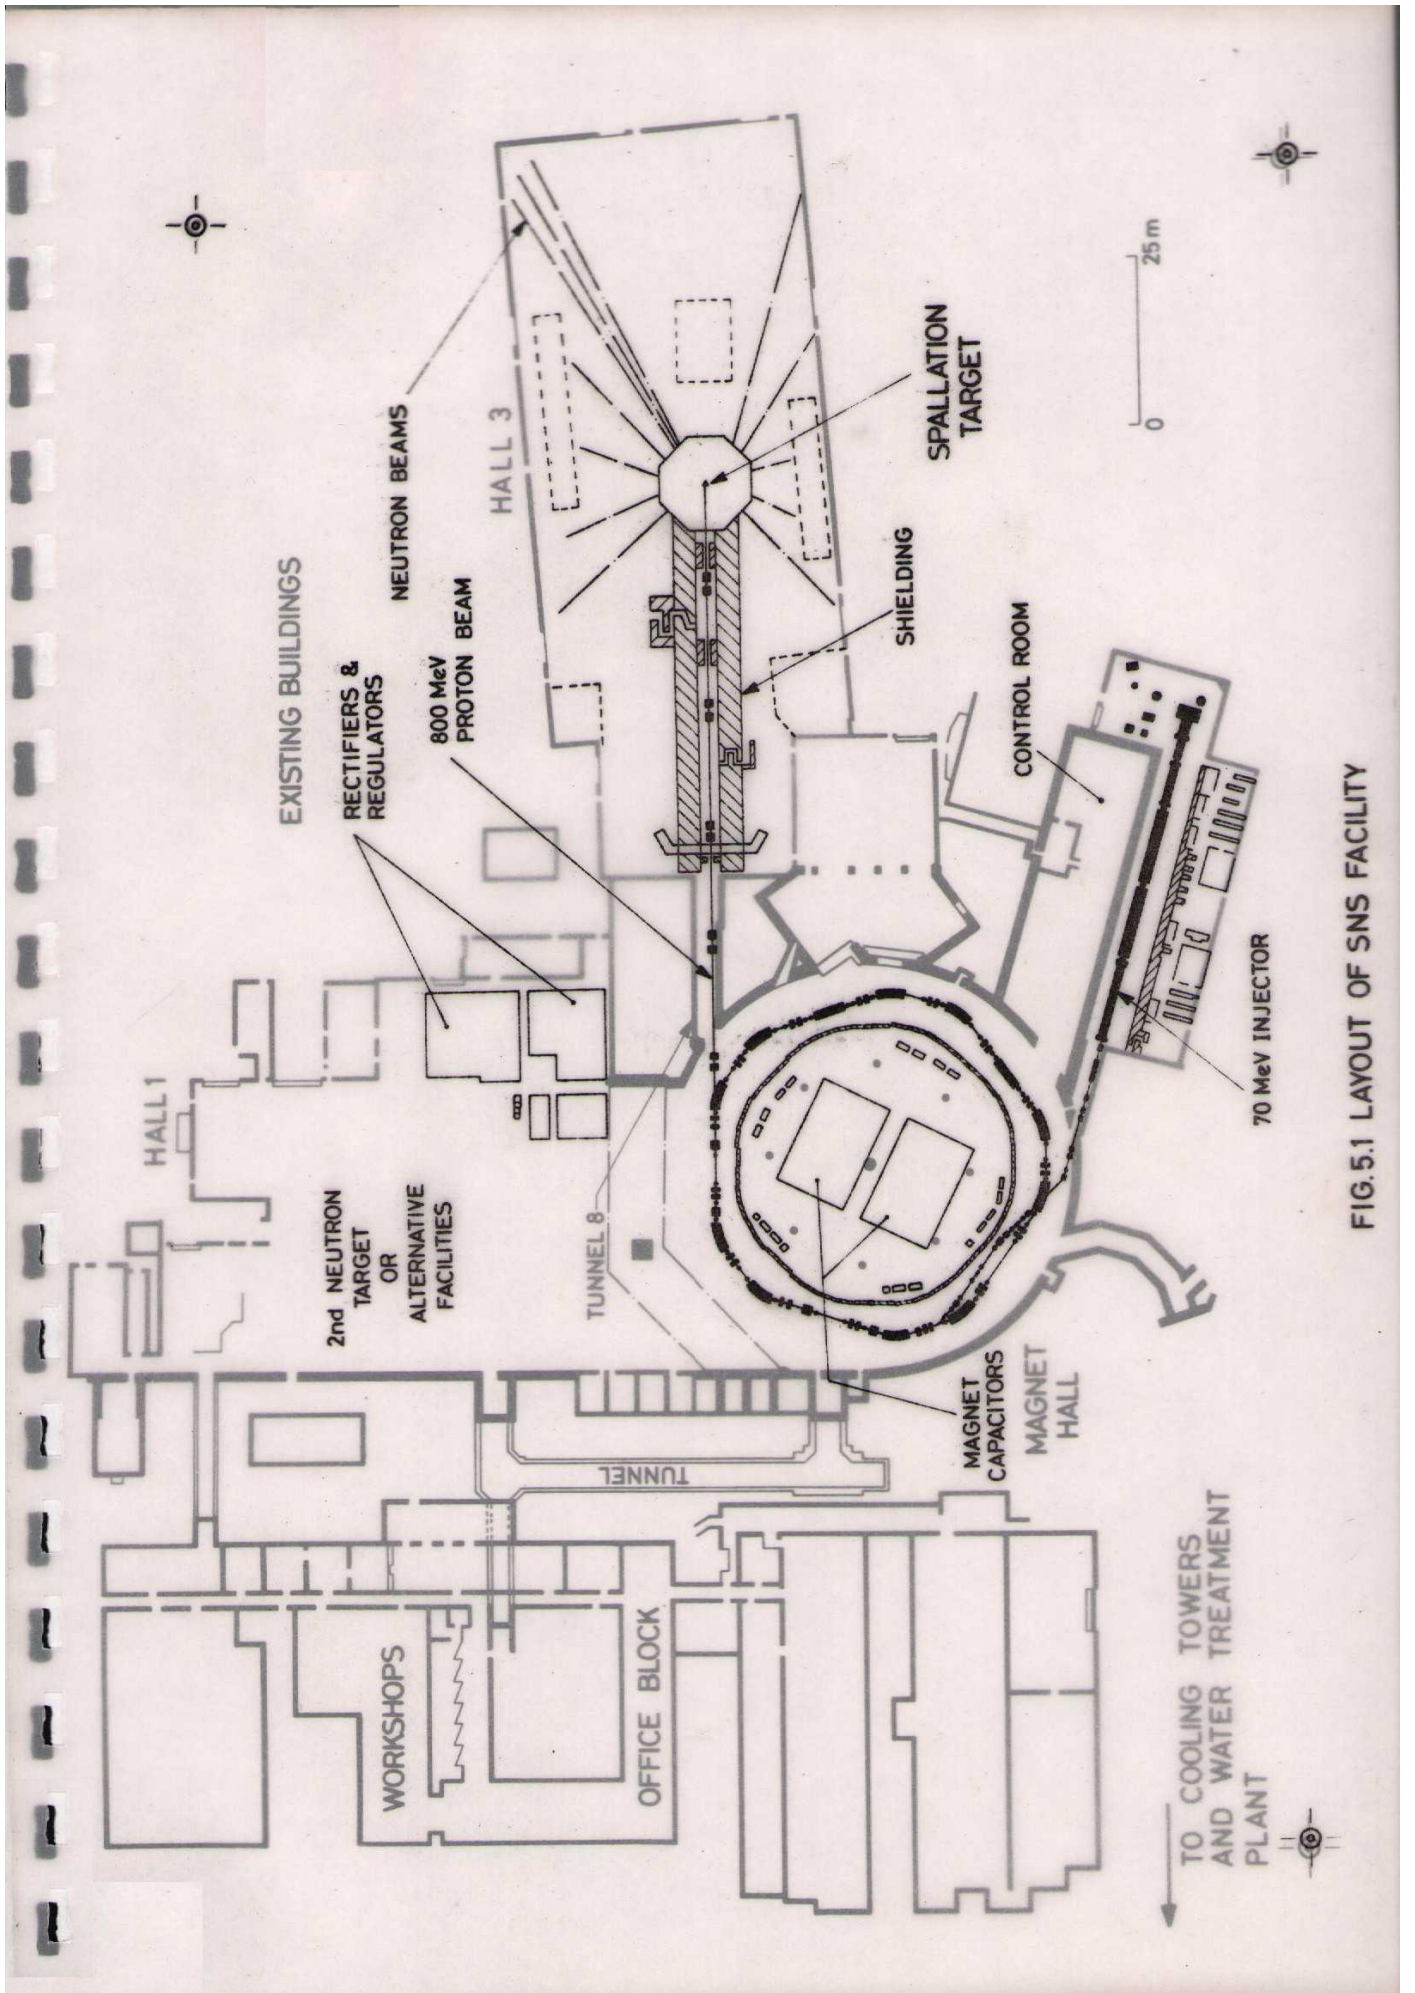 EXISTING BUILDINGS
HALL 1
HALL 3
2nd NEUTRON
TARGET
OR
ALTERNATIVE
FACILITIES
RECTIFIERS &
REGULATORS
NEUTRON BEAMS
800 MeV
PROTON BEAM
WORKSHOPS
TUNNEL 8
OFFICE BLOCK
TUNNEL
SPALLATION
TARGET
SHIELDING
MAGNET
CAPACITORS
MAGNET
HALL
CONTROL ROOM
0
25m
TO COOLING TOWERS
AND WATER TREATMENT
PLANT
70 MeV INJECTOR
FIG.5.1 LAYOUT OF SNS FACILITY